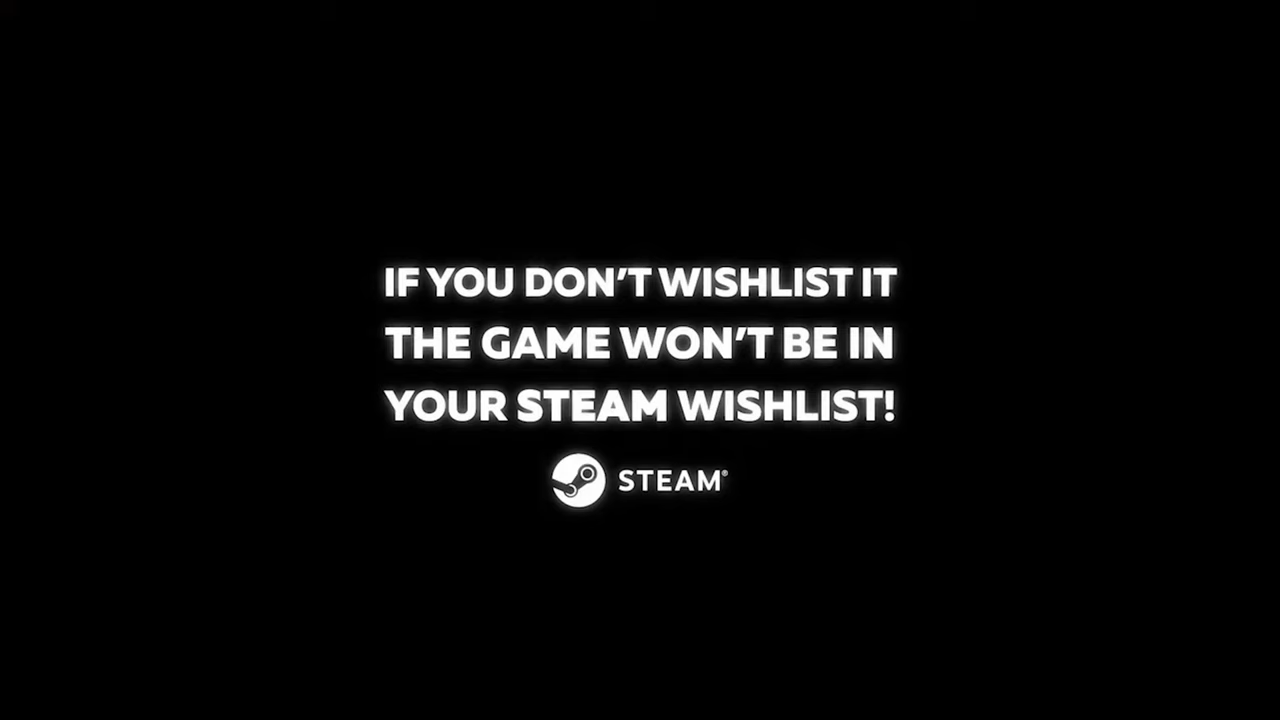 IF YOU DON'T WISHLIST IT
THE GAME WON'T BE IN
YOUR STEAM WISHLIST!
STEAM®